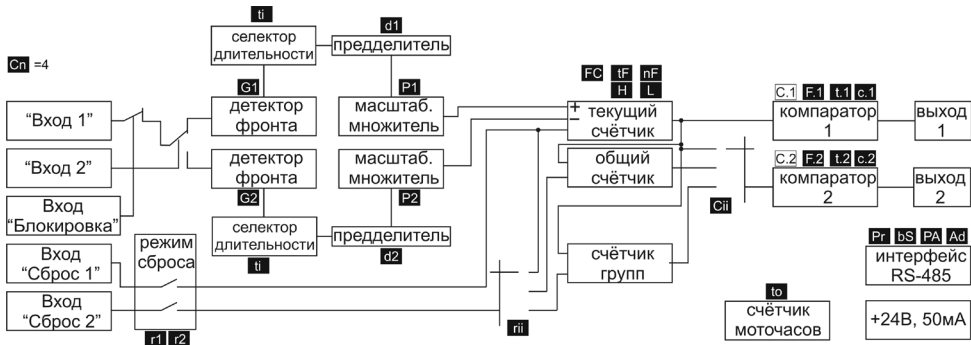 ti
d1
селектор
длительности
предделитель
Cn =4
G1
P1
FC tF nF
H L
"Вход 1"
детектор
фронта
масштаб.
множитель
+
−
текущий
счётчик
C.1 F.1 t.1 c.1
компаратор
1
выход
1
"Вход 2"
детектор
фронта
масштаб.
множитель
общий
счётчик
C.2 F.2 t.2 c.2
компаратор
2
выход
2
G2
P2
Cii
Вход
"Блокировка"
селектор
длительности
предделитель
ti
d2
режим
сброса
Вход
"Сброс 1"
Вход
"Сброс 2"
r1 r2
rii
счётчик
групп
Pr bS PA Ad
интерфейс
RS-485
to
счётчик
моточасов
+24В, 50мА